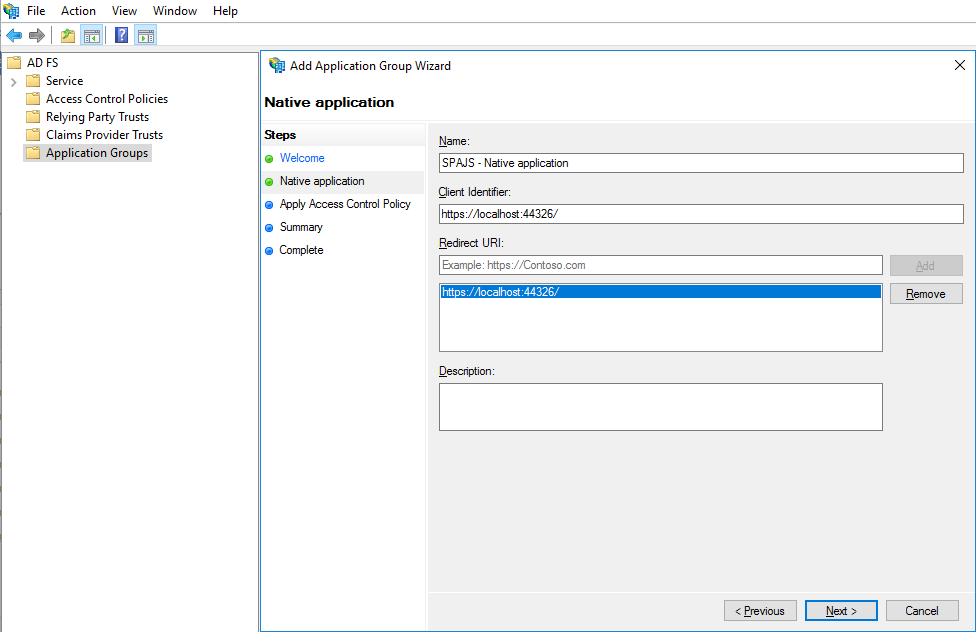 File Action View Window Help
AD FS
Service
Access Control Policies
Relying Party Trusts
Claims Provider Trusts
Application Groups
Add Application Group Wizard
Native application
Steps
Welcome
Native application
Apply Access Control Policy
Summary
Complete
Name:
SPAJS - Native application
Client Identifier:
https://localhost:44326/
Redirect URI:
Example: https://Contoso.com
Add
https://localhost:44326/
Remove
Description:
< Previous
Next >
Cancel